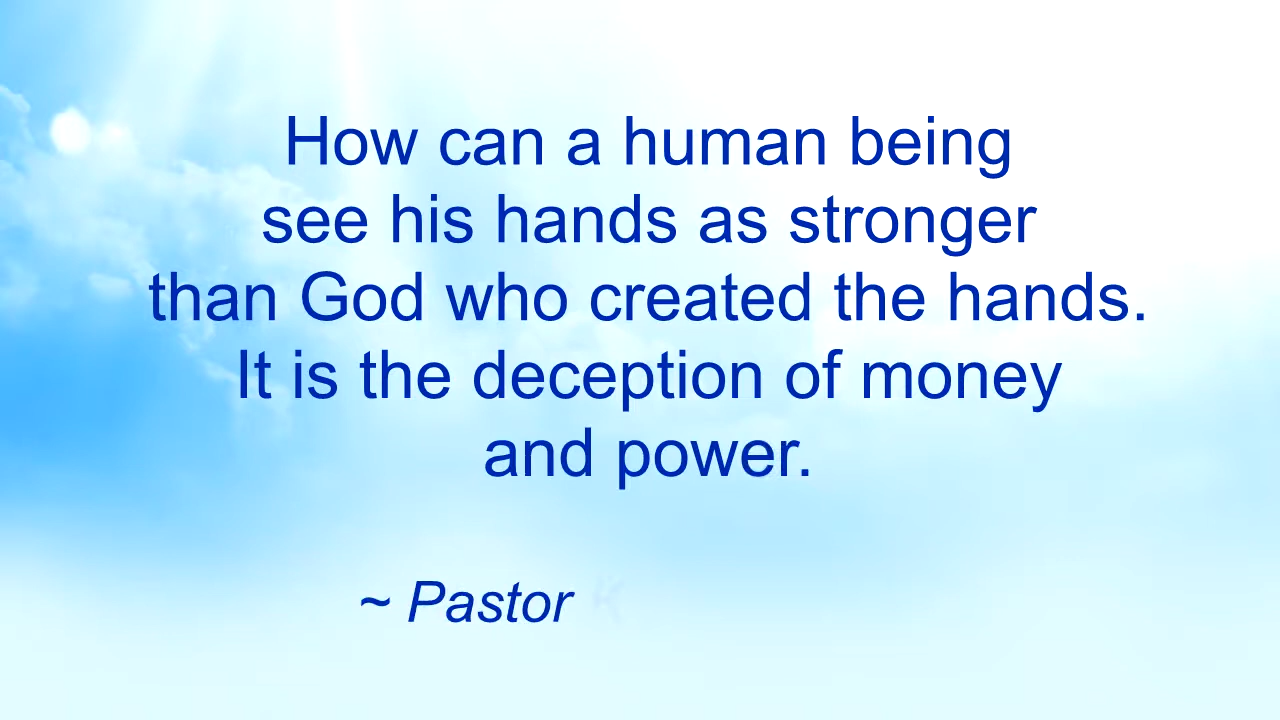 How can a human being
see his hands as stronger
than God who created the hands.
It is the deception of money
and power.
~ Pastor